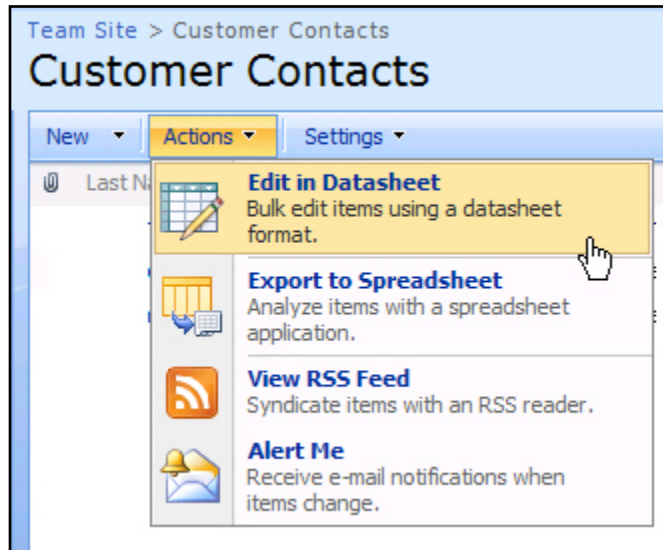 Team Site > Customer Contacts
Customer Contacts
New Actions Settings
Last
Edit in Datasheet
Bulk edit items using a datasheet
format.
Export to Spreadsheet
Analyze items with a spreadsheet
application.
View RSS Feed
Syndicate items with an RSS reader.
Alert Me
Receive e-mail notifications when
items change.